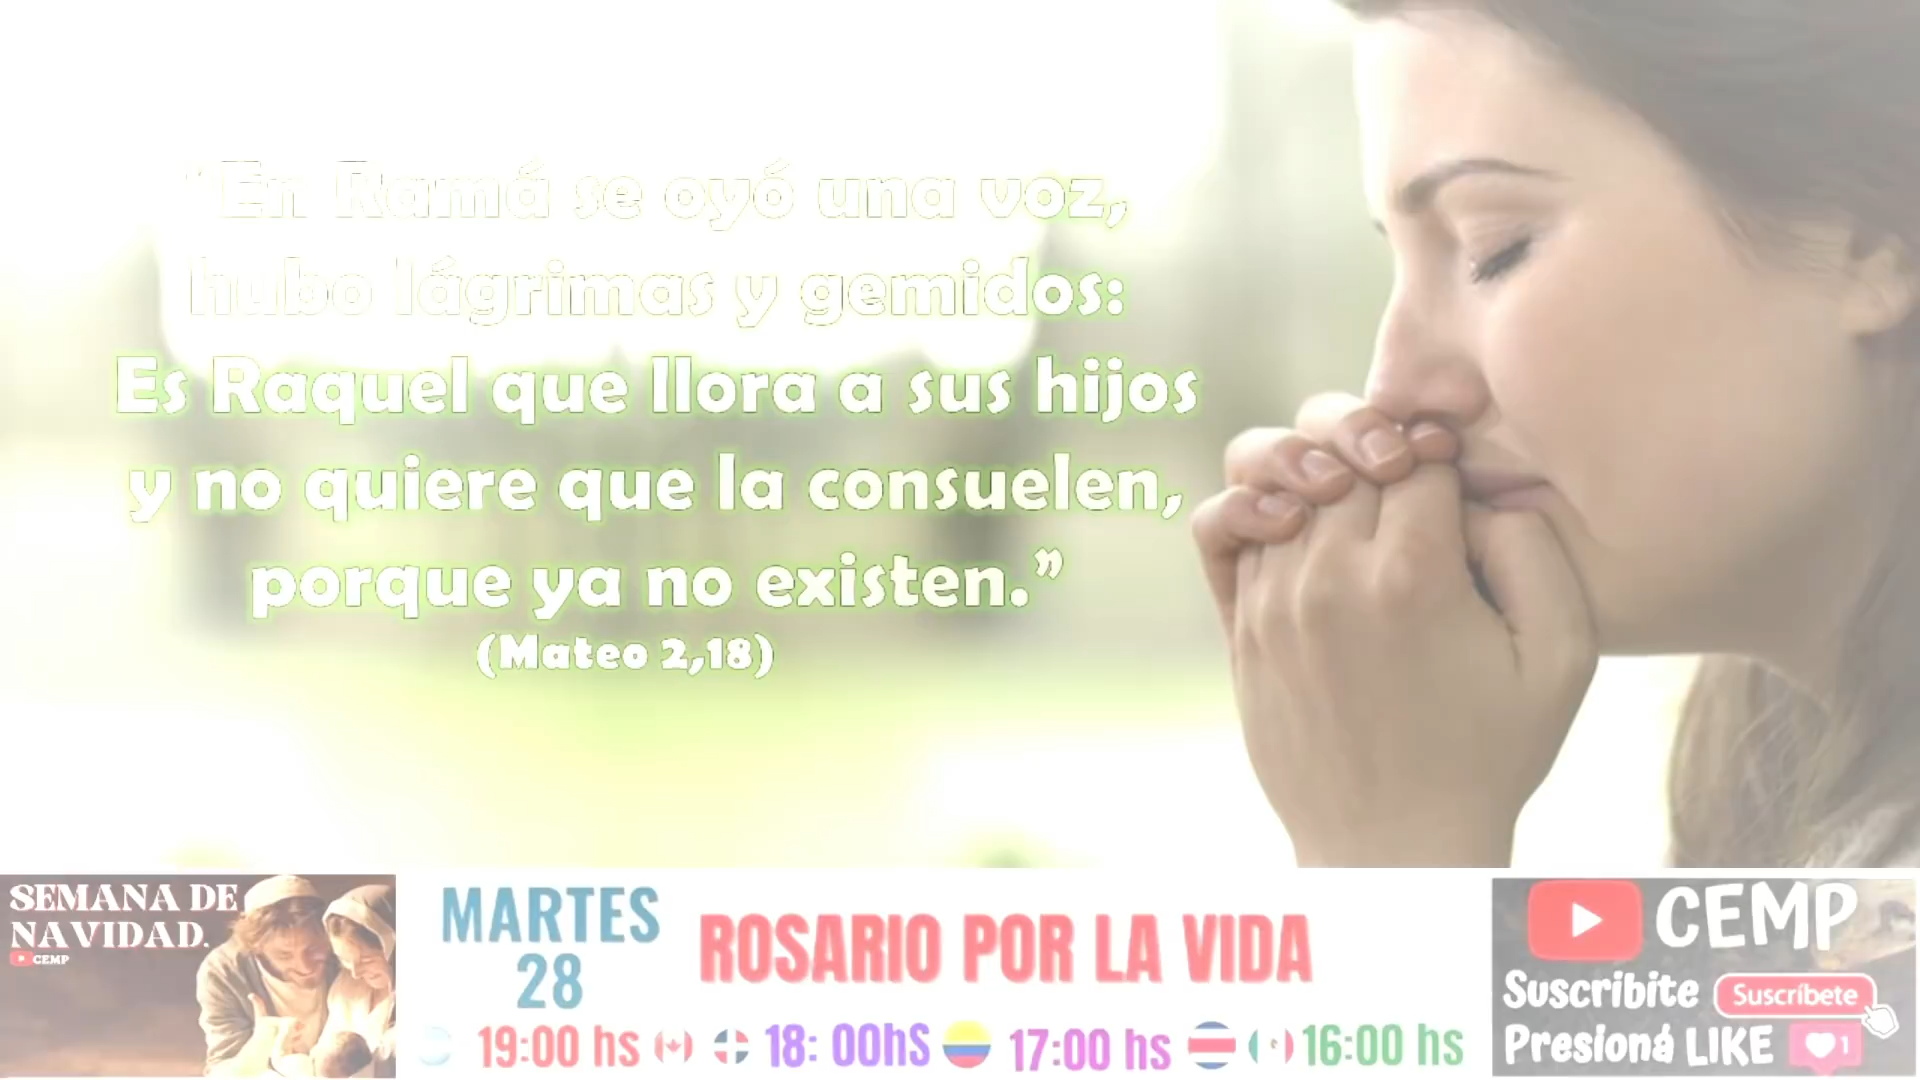 “En Ramá se oyó una voz,
hubo lágrimas y gemidos:
Es Raquel que llora a sus hijos
y no quiere que la consuelen,
porque ya no existen.”
(Mateo 2,18)
SEMANA DE
NAVIDAD.
CEMP
MARTES
28
ROSARIO POR LA VIDA
19:00 hs 18: 00hS 17:00 hs 16:00 hs
CEMP
Suscribite Suscríbete
Presioná LIKE 1